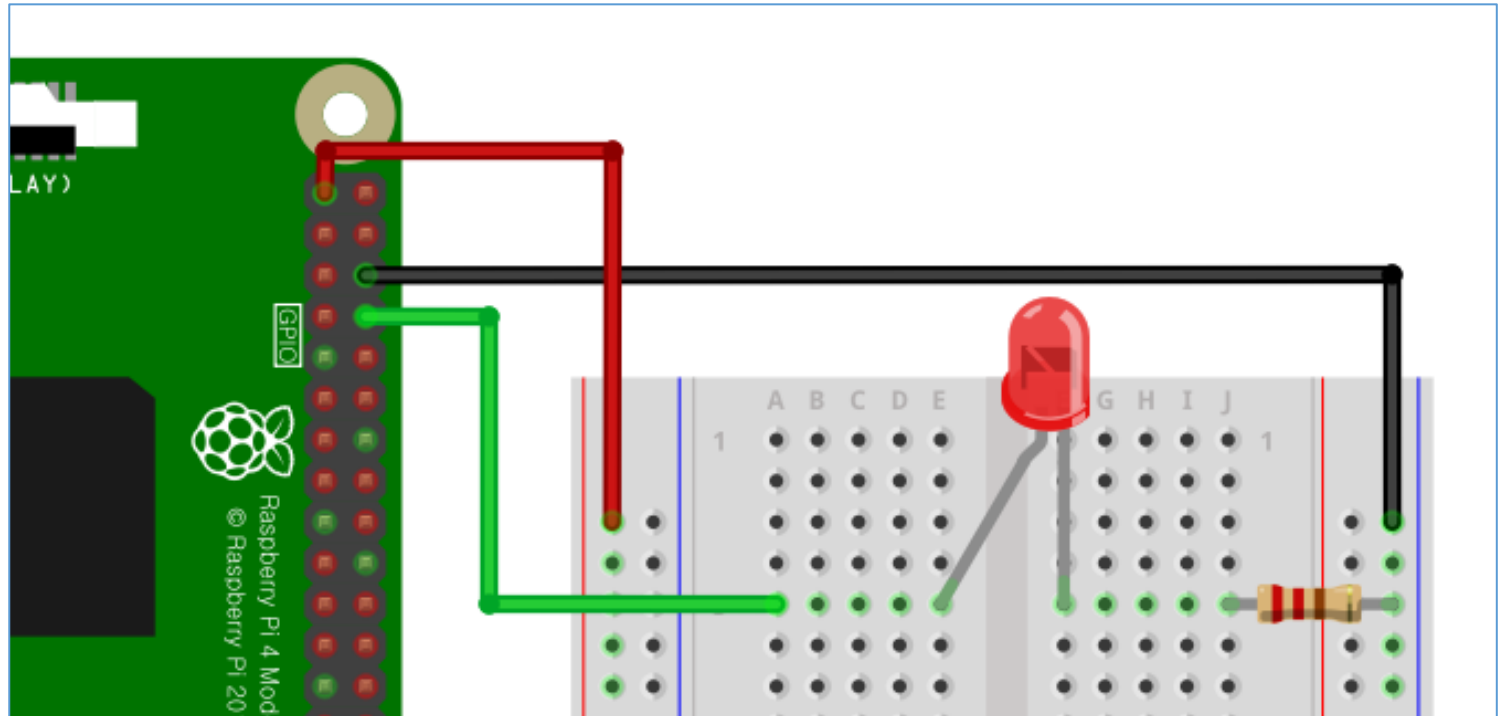 LAY)
GPIO
Raspberry Pi 4 Mod
© Raspberry Pi 20
A B C D E G H I J
1 1